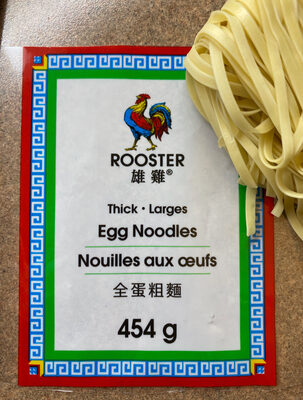 ROOSTER
雄雞®
Thick • Larges
Egg Noodles
Nouilles aux œufs
全蛋粗麵
454 g